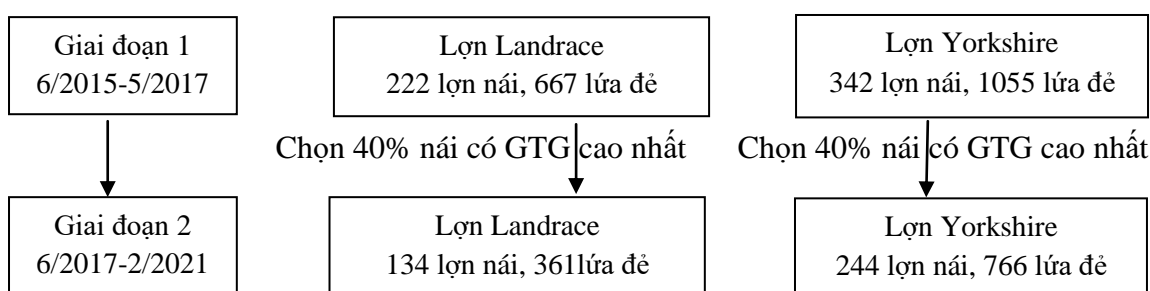 Giai đoạn 1
6/2015-5/2017
Lợn Landrace
222 lợn nái, 667 lứa đẻ
Lợn Yorkshire
342 lợn nái, 1055 lứa đẻ
Chọn 40% nái có GTG cao nhất
Chọn 40% nái có GTG cao nhất
Giai đoạn 2
6/2017-2/2021
Lợn Landrace
134 lợn nái, 361lứa đẻ
Lợn Yorkshire
244 lợn nái, 766 lứa đẻ